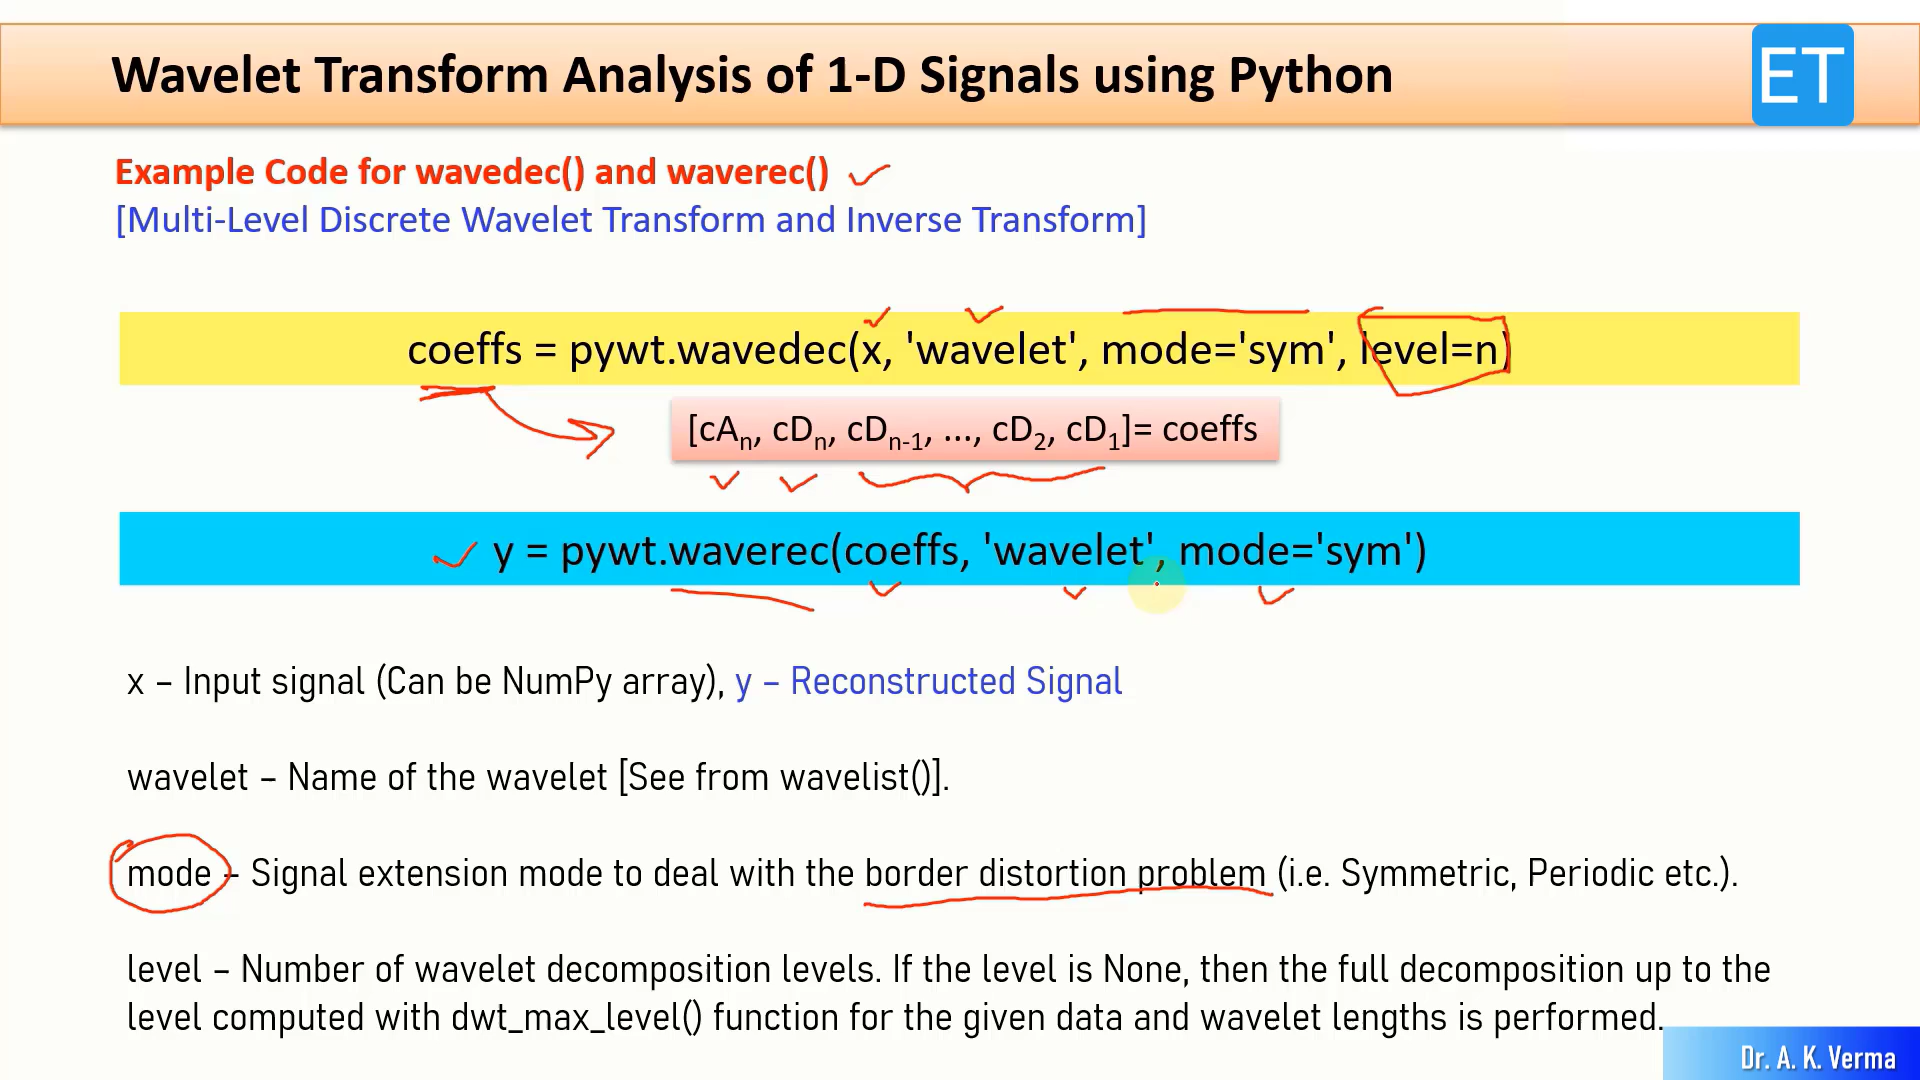 Wavelet Transform Analysis of 1-D Signals using Python
ET
Example Code for wavedec() and waverec()
[Multi-Level Discrete Wavelet Transform and Inverse Transform]
coeffs = pywt.wavedec(x, 'wavelet', mode='sym', level=n)
[cAn, cDn, cDn-1, ..., cD2, cD1]= coeffs
y = pywt.waverec(coeffs, 'wavelet', mode='sym')
x – Input signal (Can be NumPy array), y – Reconstructed Signal
wavelet – Name of the wavelet [See from wavelist()].
mode – Signal extension mode to deal with the border distortion problem (i.e. Symmetric, Periodic etc.).
level – Number of wavelet decomposition levels. If the level is None, then the full decomposition up to the
level computed with dwt_max_level() function for the given data and wavelet lengths is performed.
Dr. A. K. Verma